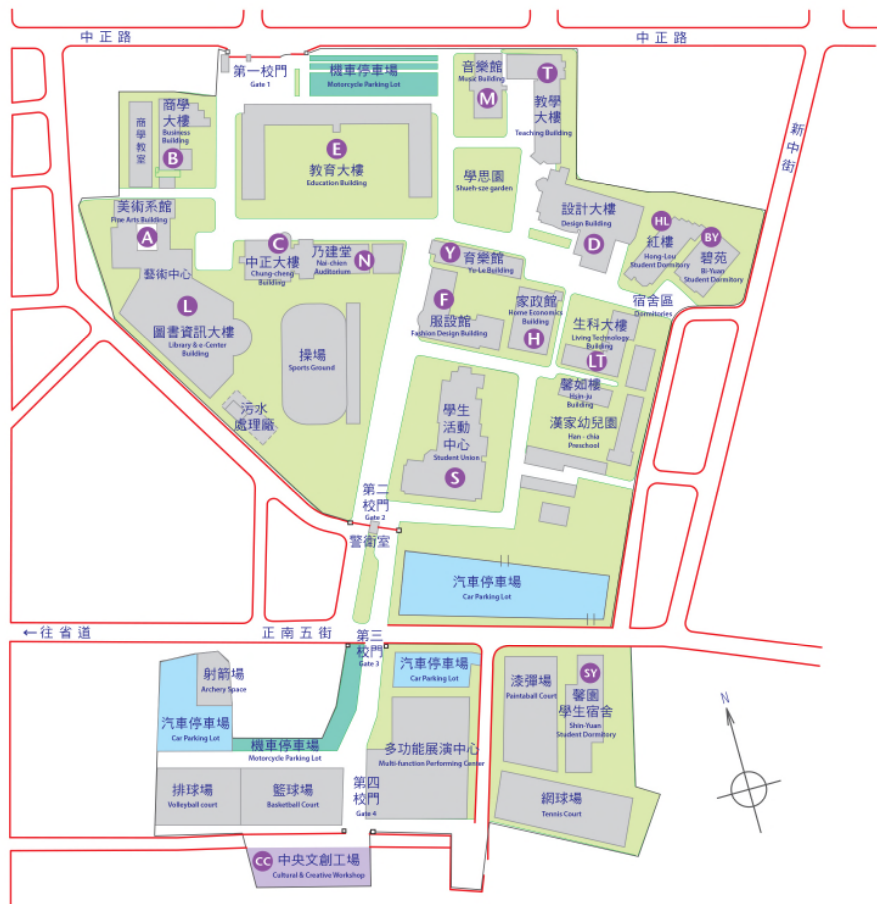 中正路
中正路
第一校門
Gate 1
機車停車場
Motorcycle Parking Lot
音樂館
Music Building
M
T
教學
大樓
Teaching Building
新中街
商學
大樓
Business
Building
B
商學教室
E
教育大樓
Education Building
學思園
Shueh-sze garden
美術系館
Fine Arts Building
A
設計大樓
Design Building
D
HL
紅樓
Hong-Lou
Student Dormitory
BY
碧苑
Bi-Yuan
Student Dormitory
C
中正大樓
Chung-cheng
Building
乃建堂
Nai-chien
Auditorium
N
Y
育樂館
Yu-Le Building
藝術中心
L
圖書資訊大樓
Library & e-Center
Building
F
服設館
Fashion Design Building
家政館
Home Economics
Building
H
宿舍區
Dormitories
生科大樓
Living Technology
Building
LT
操場
Sports Ground
馨如樓
Hsin-ju
Building
污水
處理廠
學生
活動
中心
Student Union
S
漢家幼兒園
Han - chia
Preschool
第二
校門
Gate 2
警衛室
汽車停車場
Car Parking Lot
←往省道
正南五街
第三
校門
Gate 3
射箭場
Archery Space
汽車停車場
Car Parking Lot
漆彈場
Paintaball Court
SY
馨園
學生宿舍
Shin-Yuan
Student Dormitory
汽車停車場
Car Parking Lot
機車停車場
Motorcycle Parking Lot
多功能展演中心
Multi-function Performing Center
N
排球場
Volleyball court
籃球場
Basketball Court
第四
校門
Gate 4
網球場
Tennis Court
CC
中央文創工場
Cultural & Creative Workshop